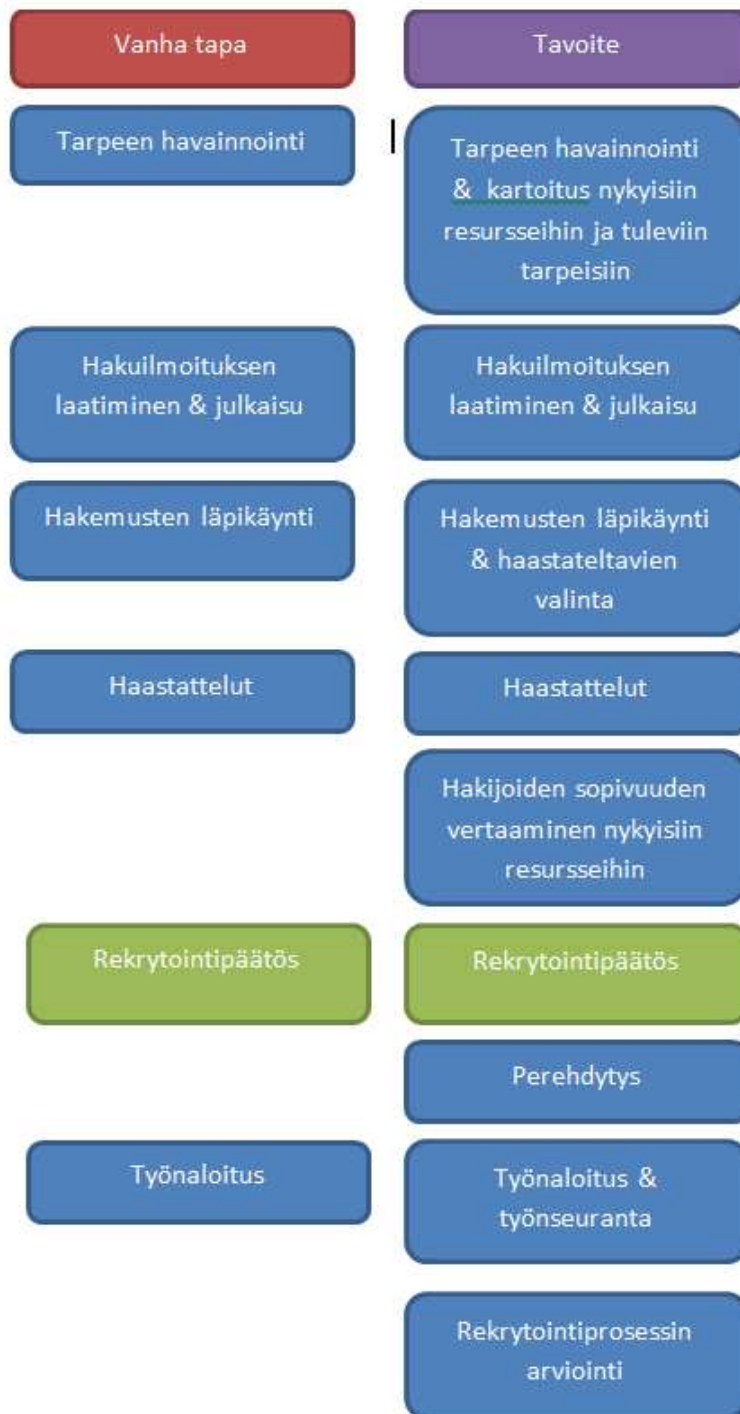 Vanha tapa
Tavoite
Tarpeen havainnointi
Tarpeen havainnointi
& kartoitus nykyisiin
resursseihin ja tuleviin
tarpeisiin
Hakuilmoituksen
laatiminen & julkaisu
Hakuilmoituksen
laatiminen & julkaisu
Hakemusten läpikäynti
Hakemusten läpikäynti
& haastateltavien
valinta
Haastattelut
Haastattelut
Hakijoiden sopivuuden
vertaaminen nykyisiin
resursseihin
Rekrytointipäätös
Rekrytointipäätös
Perehdytys
Työnaloitus
Työnaloitus &
työnseuranta
Rekrytointiprosessin
arviointi